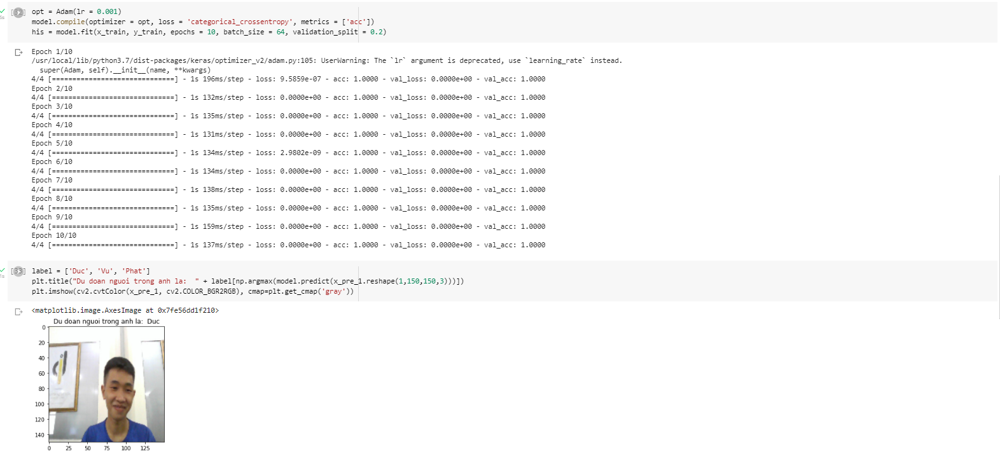 [32] opt = Adam(lr = 0.001)
6s model.compile(optimizer = opt, loss = 'categorical_crossentropy', metrics = ['acc'])
his = model.fit(x_train, y_train, epochs = 10, batch_size = 64, validation_split = 0.2)
Epoch 1/10
/usr/local/lib/python3.7/dist-packages/keras/optimizer_v2/adam.py:105: UserWarning: The `lr` argument is deprecated, use `learning_rate` instead.
super(Adam, self).__init__(name, **kwargs)
4/4 [==============================] - 1s 196ms/step - loss: 9.5859e-07 - acc: 1.0000 - val_loss: 0.0000e+00 - val_acc: 1.0000
Epoch 2/10
4/4 [==============================] - 1s 132ms/step - loss: 0.0000e+00 - acc: 1.0000 - val_loss: 0.0000e+00 - val_acc: 1.0000
Epoch 3/10
4/4 [==============================] - 1s 135ms/step - loss: 0.0000e+00 - acc: 1.0000 - val_loss: 0.0000e+00 - val_acc: 1.0000
Epoch 4/10
4/4 [==============================] - 1s 131ms/step - loss: 0.0000e+00 - acc: 1.0000 - val_loss: 0.0000e+00 - val_acc: 1.0000
Epoch 5/10
4/4 [==============================] - 1s 134ms/step - loss: 2.9802e-09 - acc: 1.0000 - val_loss: 0.0000e+00 - val_acc: 1.0000
Epoch 6/10
4/4 [==============================] - 1s 134ms/step - loss: 0.0000e+00 - acc: 1.0000 - val_loss: 0.0000e+00 - val_acc: 1.0000
Epoch 7/10
4/4 [==============================] - 1s 138ms/step - loss: 0.0000e+00 - acc: 1.0000 - val_loss: 0.0000e+00 - val_acc: 1.0000
Epoch 8/10
4/4 [==============================] - 1s 135ms/step - loss: 0.0000e+00 - acc: 1.0000 - val_loss: 0.0000e+00 - val_acc: 1.0000
Epoch 9/10
4/4 [==============================] - 1s 159ms/step - loss: 0.0000e+00 - acc: 1.0000 - val_loss: 0.0000e+00 - val_acc: 1.0000
Epoch 10/10
4/4 [==============================] - 1s 137ms/step - loss: 0.0000e+00 - acc: 1.0000 - val_loss: 0.0000e+00 - val_acc: 1.0000
[33] label = ['Duc', 'Vu', 'Phat']
1s plt.title("Du doan nguoi trong anh la:  " + label[np.argmax(model.predict(x_pre_1.reshape(1,150,150,3)))])
plt.imshow(cv2.cvtColor(x_pre_1, cv2.COLOR_BGR2RGB), cmap=plt.get_cmap('gray'))
<matplotlib.image.AxesImage at 0x7fe56dd1f210>
Du doan nguoi trong anh la:  Duc
0
20
40
60
80
100
120
140
0 25 50 75 100 125